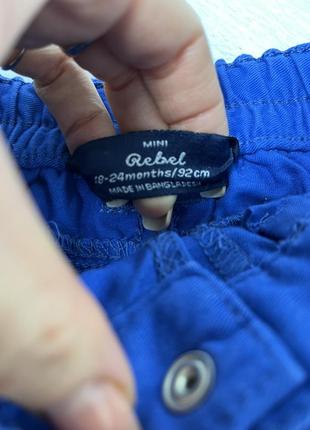 MINI
Rebel
18-24months/92cm
MADE IN BANGLADESH